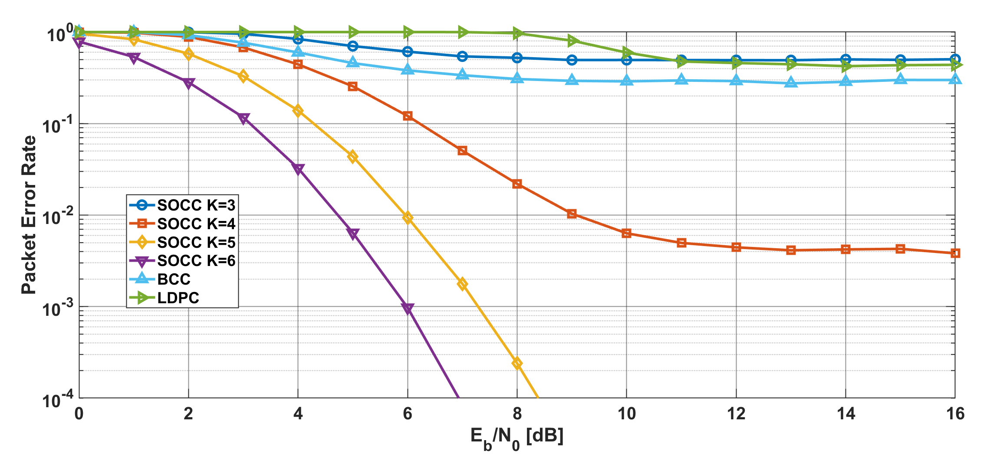 10^0
10^-1
10^-2
10^-3
10^-4
Packet Error Rate
SOCC K=3
SOCC K=4
SOCC K=5
SOCC K=6
BCC
LDPC
0 2 4 6 8 10 12 14 16
E_b/N_0 [dB]